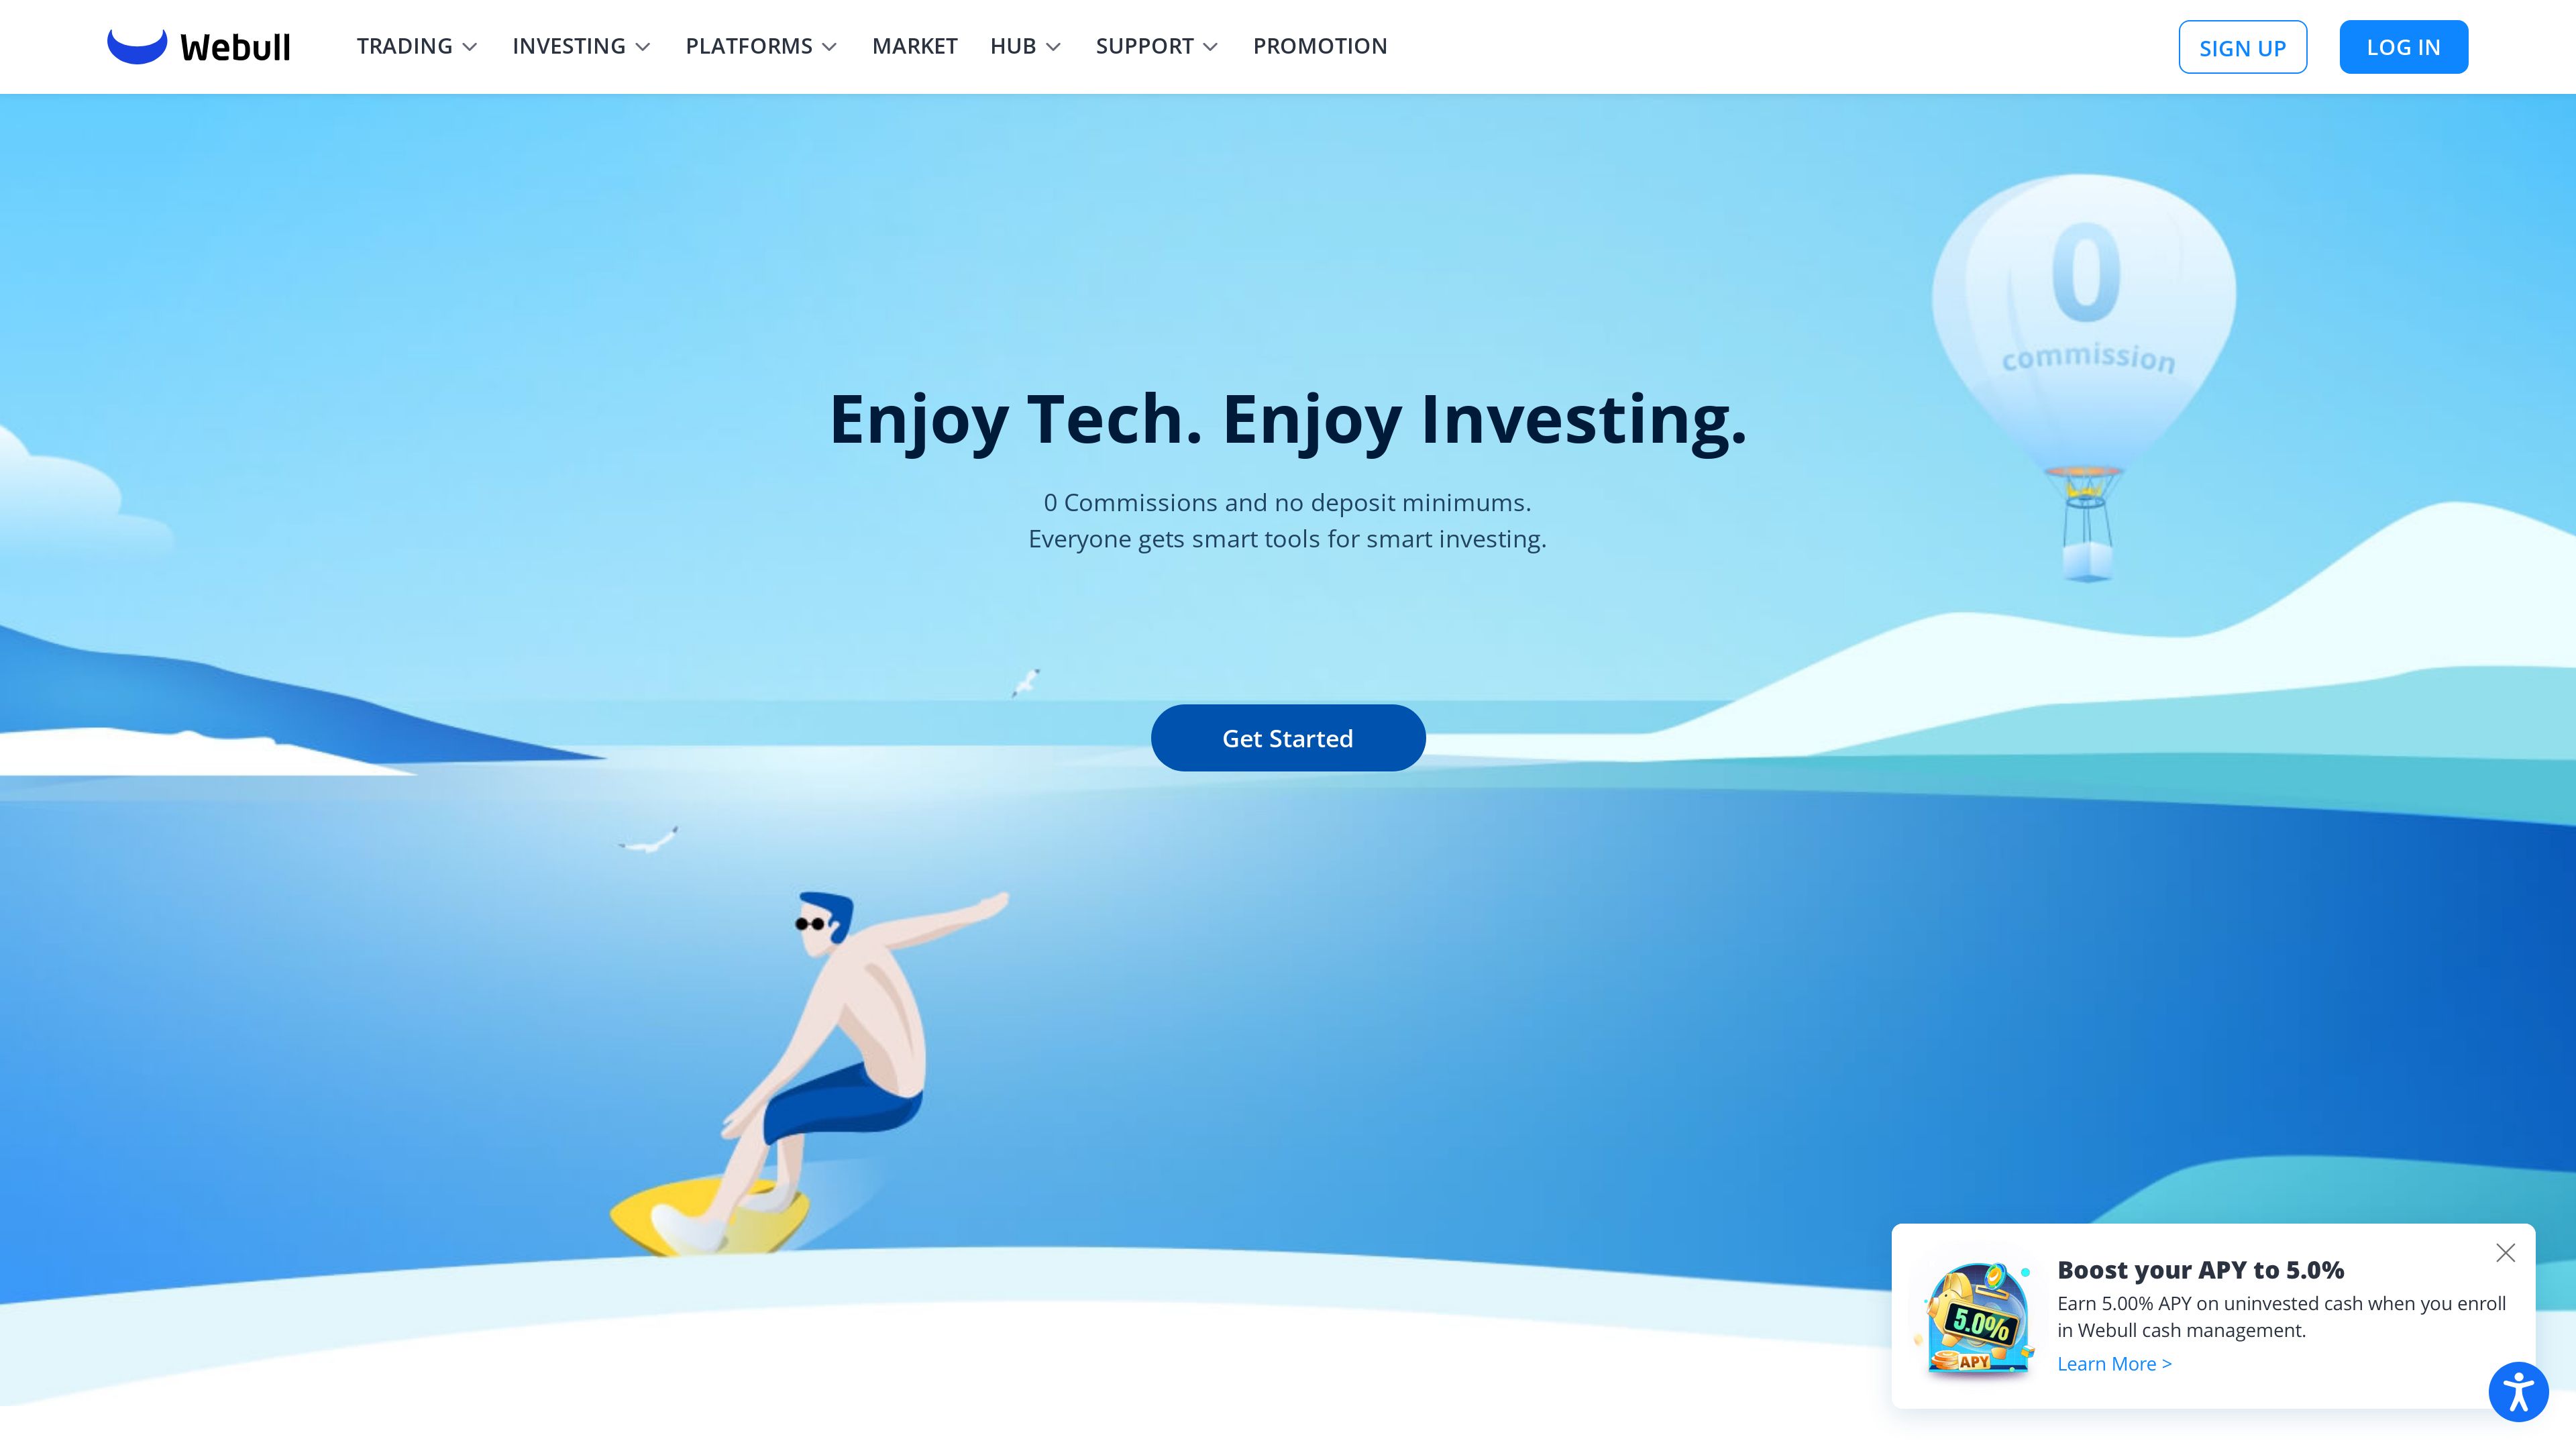 Webull
TRADING
INVESTING
PLATFORMS
MARKET
HUB
SUPPORT
PROMOTION
SIGN UP
LOG IN
0
commission
Enjoy Tech. Enjoy Investing.
0 Commissions and no deposit minimums.
Everyone gets smart tools for smart investing.
Get Started
5.0%
APY
Boost your APY to 5.0%
Earn 5.00% APY on uninvested cash when you enroll
in Webull cash management.
Learn More >